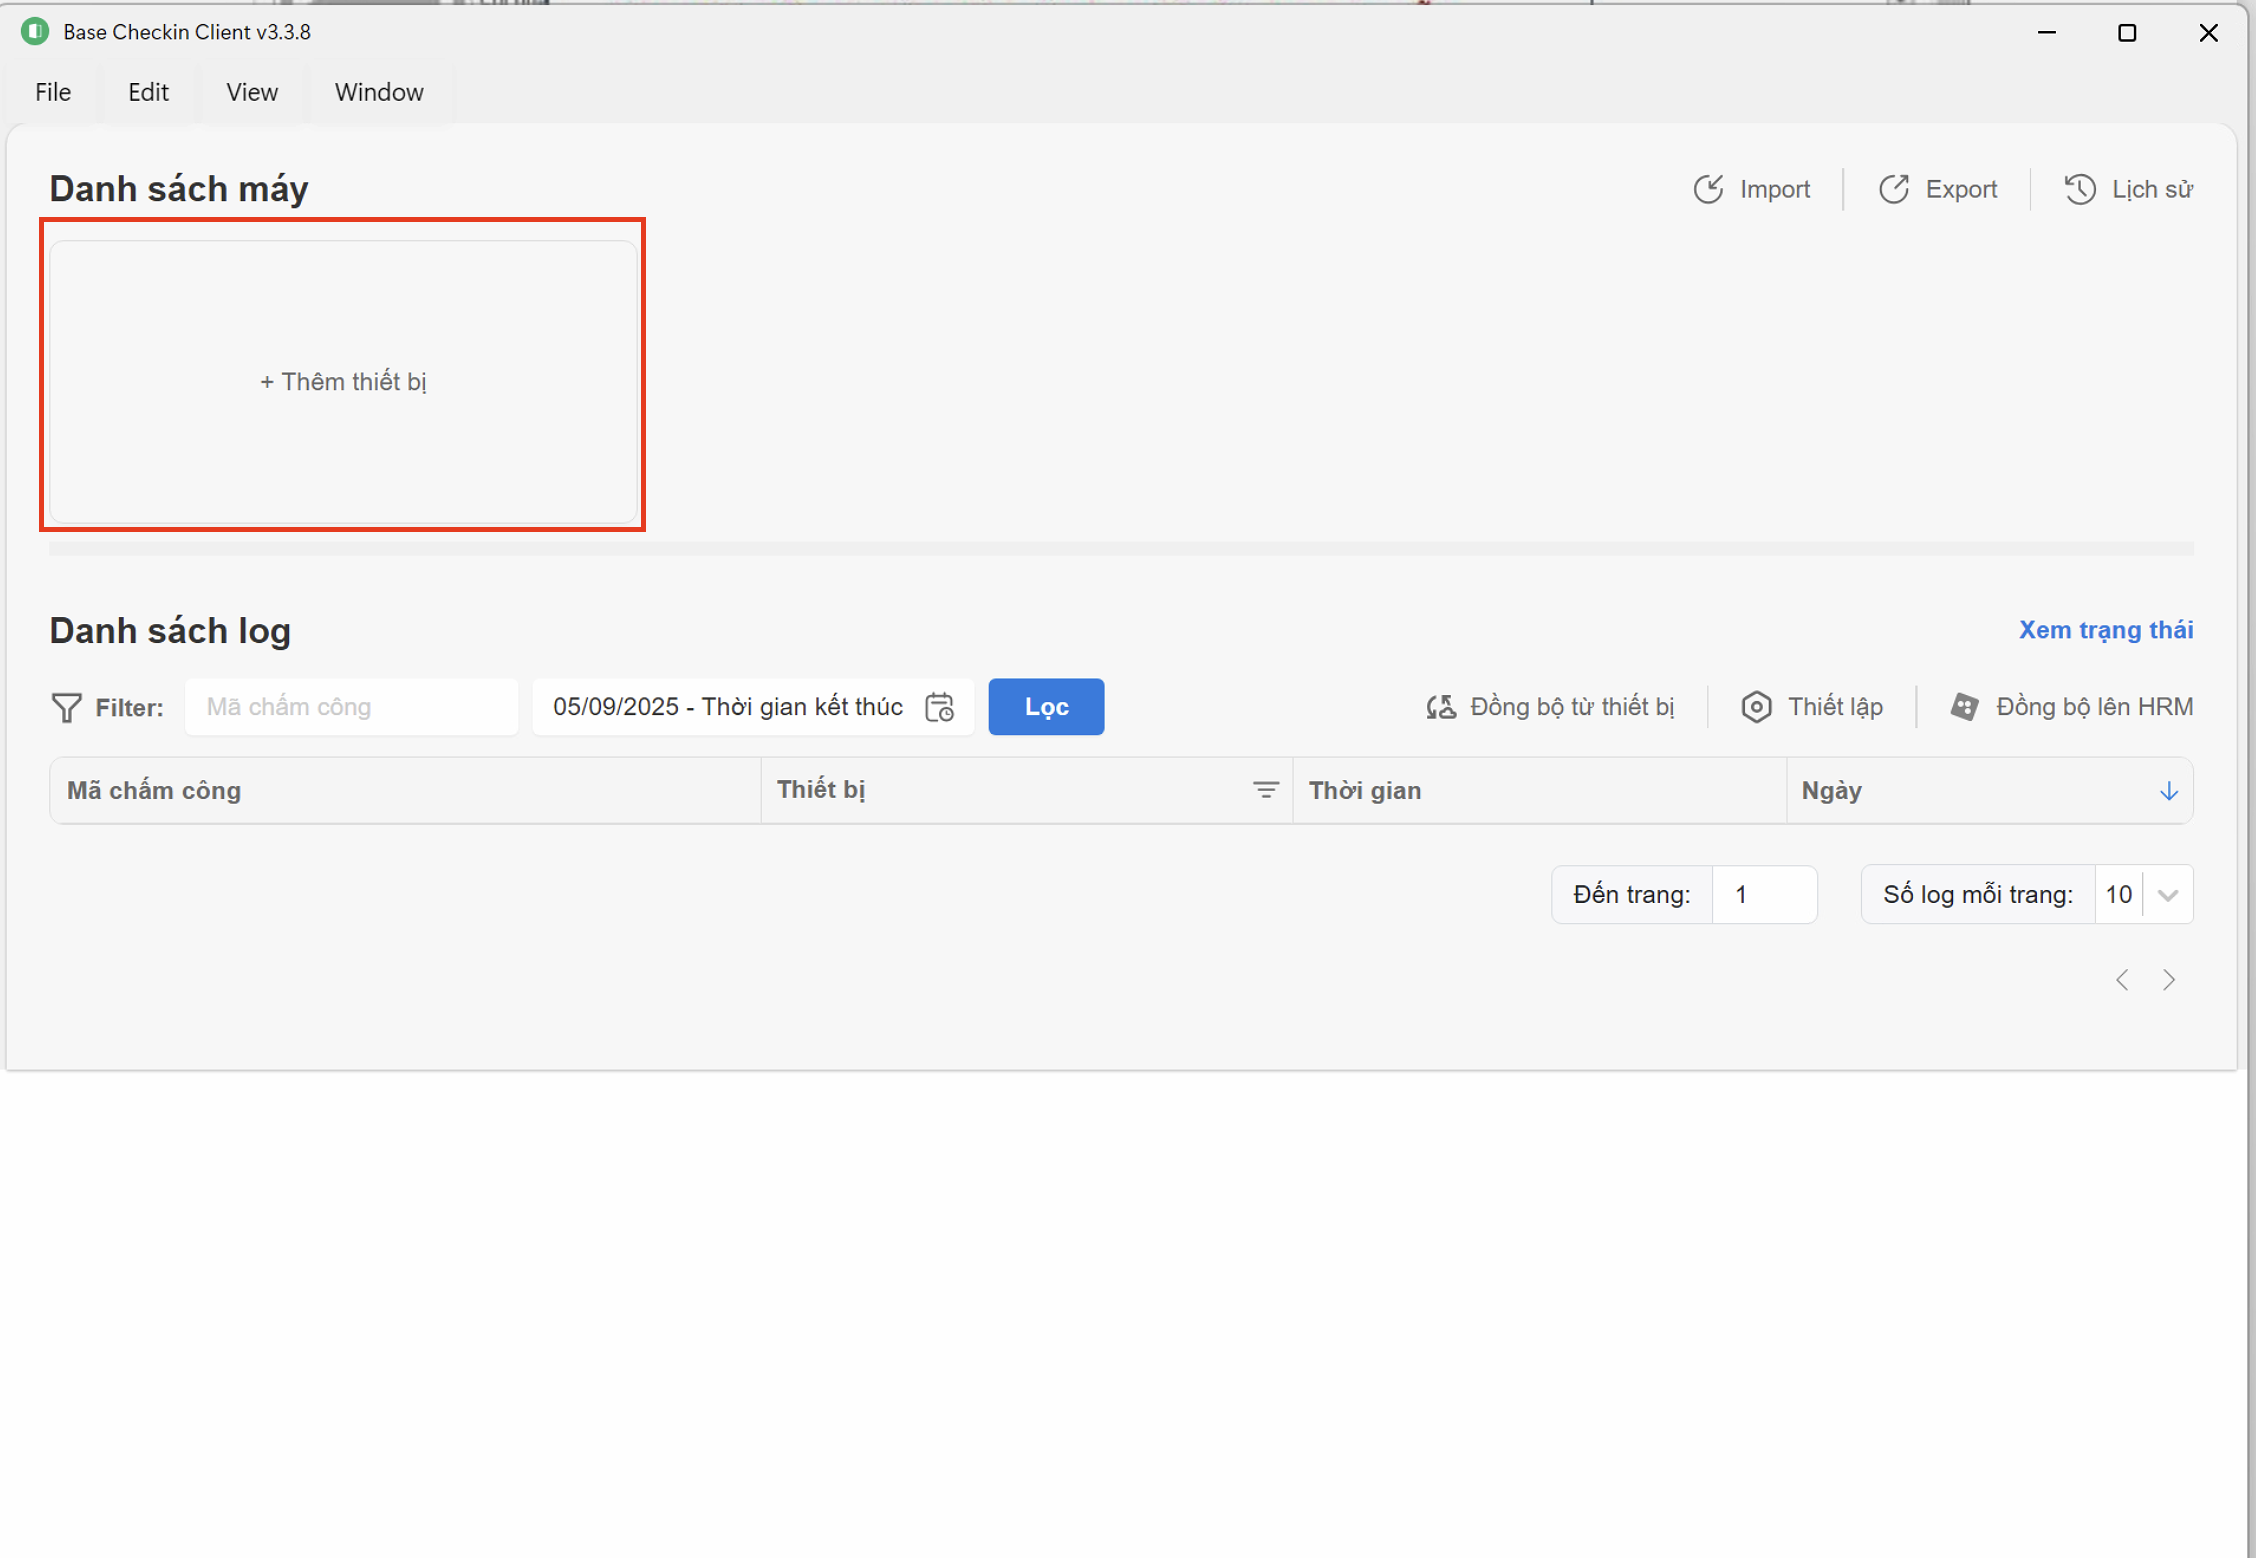 Base Checkin Client v3.3.8
File Edit View Window
Danh sách máy
Import Export Lịch sử
+ Thêm thiết bị
Danh sách log
Xem trạng thái
Filter: Mã chấm công 05/09/2025 - Thời gian kết thúc Lọc Đồng bộ từ thiết bị Thiết lập Đồng bộ lên HRM
Mã chấm công Thiết bị Thời gian Ngày
Đến trang: 1 Số log mỗi trang: 10